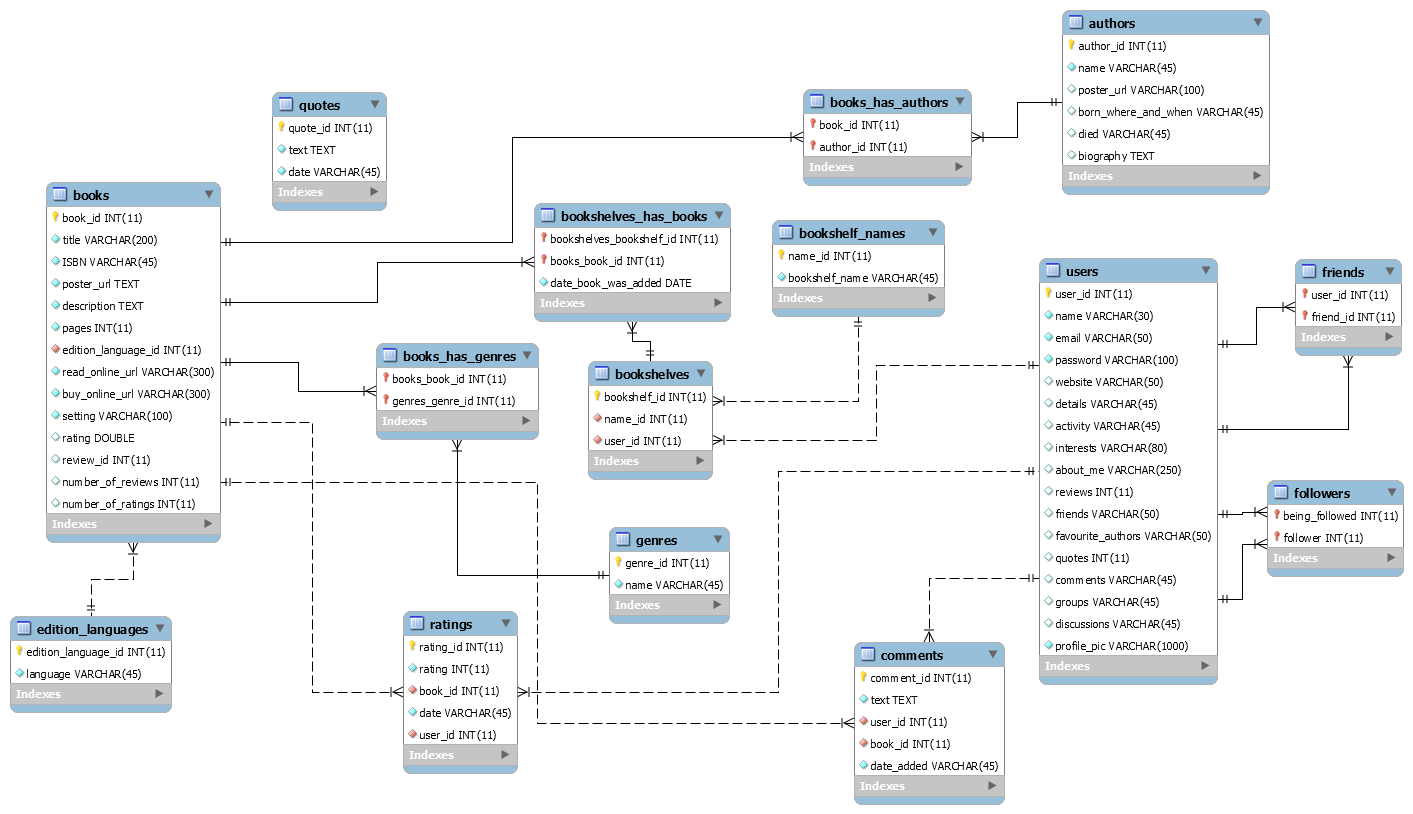 authors
author_id INT(11)
name VARCHAR(45)
poster_url VARCHAR(100)
born_where_and_when VARCHAR(45)
died VARCHAR(45)
biography TEXT
Indexes
quotes
quote_id INT(11)
text TEXT
date VARCHAR(45)
Indexes
books_has_authors
book_id INT(11)
author_id INT(11)
Indexes
books
book_id INT(11)
title VARCHAR(200)
ISBN VARCHAR(45)
poster_url TEXT
description TEXT
pages INT(11)
edition_language_id INT(11)
read_online_url VARCHAR(300)
buy_online_url VARCHAR(300)
setting VARCHAR(100)
rating DOUBLE
review_id INT(11)
number_of_reviews INT(11)
number_of_ratings INT(11)
Indexes
bookshelves_has_books
bookshelves_bookshelf_id INT(11)
books_book_id INT(11)
date_book_was_added DATE
Indexes
bookshelf_names
name_id INT(11)
bookshelf_name VARCHAR(45)
Indexes
users
user_id INT(11)
name VARCHAR(30)
email VARCHAR(50)
password VARCHAR(100)
website VARCHAR(50)
details VARCHAR(45)
activity VARCHAR(45)
interests VARCHAR(80)
about_me VARCHAR(250)
reviews INT(11)
friends VARCHAR(50)
favourite_authors VARCHAR(50)
quotes INT(11)
comments VARCHAR(45)
groups VARCHAR(45)
discussions VARCHAR(45)
profile_pic VARCHAR(1000)
Indexes
friends
user_id INT(11)
friend_id INT(11)
Indexes
books_has_genres
books_book_id INT(11)
genres_genre_id INT(11)
Indexes
bookshelves
bookshelf_id INT(11)
name_id INT(11)
user_id INT(11)
Indexes
followers
being_followed INT(11)
follower INT(11)
Indexes
genres
genre_id INT(11)
name VARCHAR(45)
Indexes
edition_languages
edition_language_id INT(11)
language VARCHAR(45)
Indexes
ratings
rating_id INT(11)
rating INT(11)
book_id INT(11)
date VARCHAR(45)
user_id INT(11)
Indexes
comments
comment_id INT(11)
text TEXT
user_id INT(11)
book_id INT(11)
date_added VARCHAR(45)
Indexes